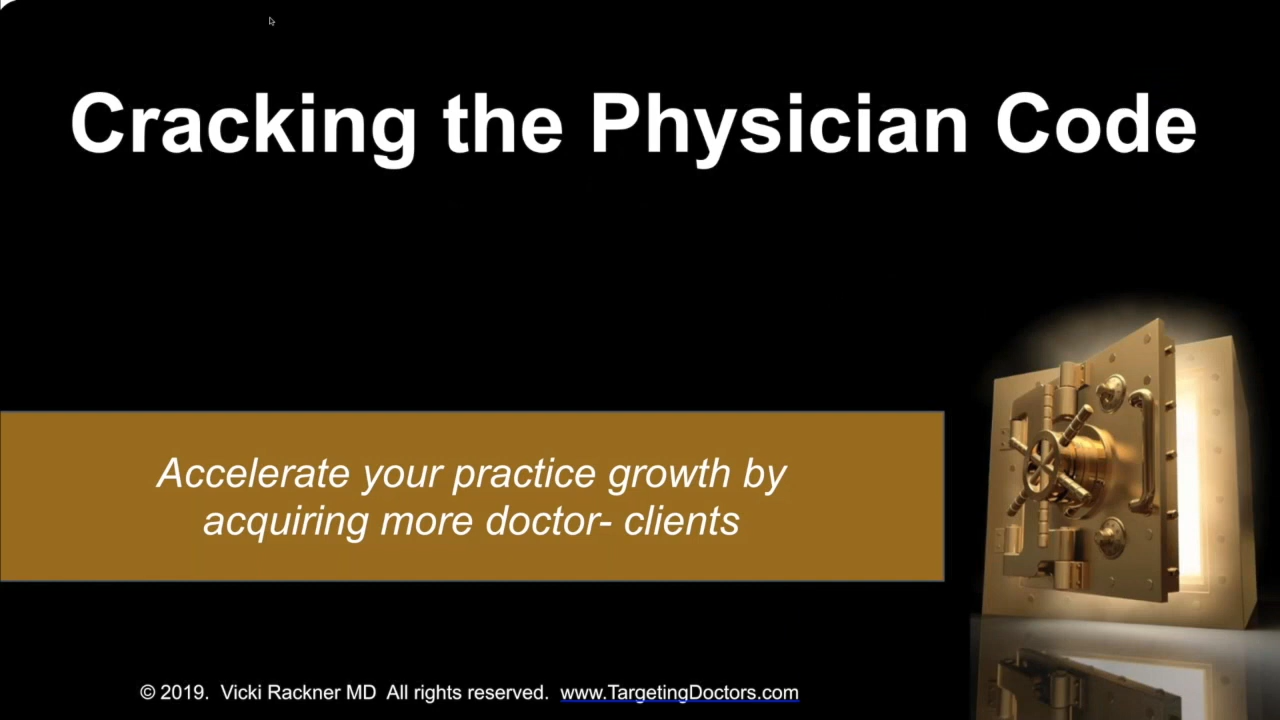 Cracking the Physician Code
Accelerate your practice growth by
acquiring more doctor- clients
© 2019.  Vicki Rackner MD  All rights reserved.  www.TargetingDoctors.com